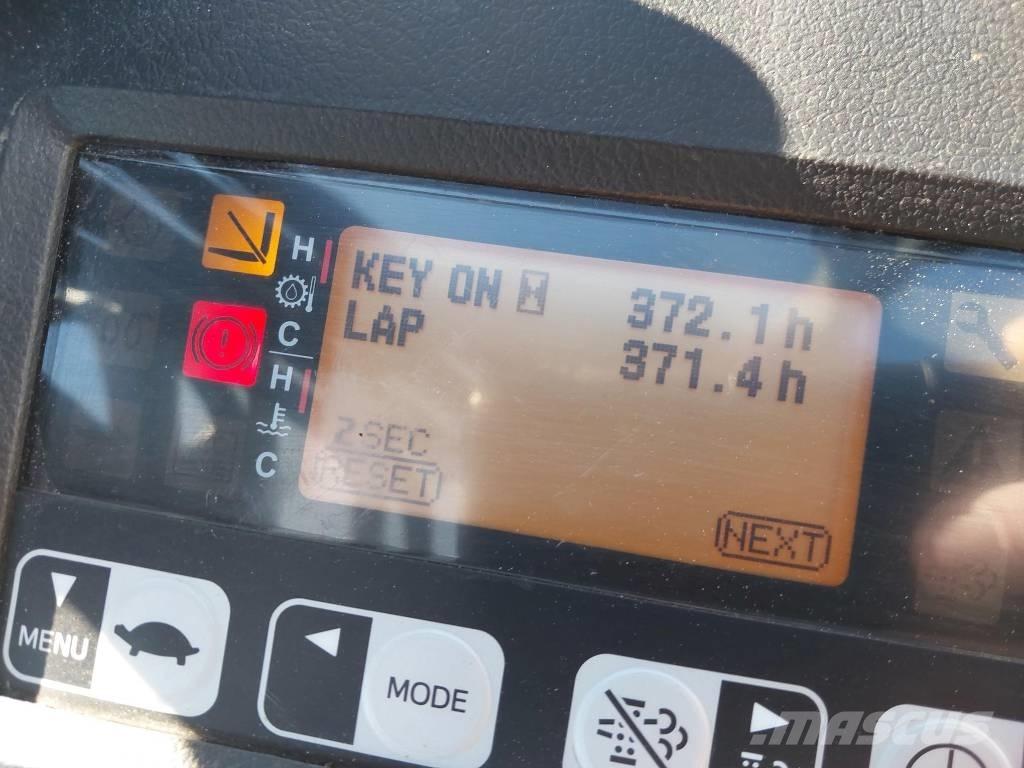 H
C
H
C
KEY ON 372.1h
LAP 371.4h
2SEC
RESET
NEXT
MENU
MODE
MASCUS